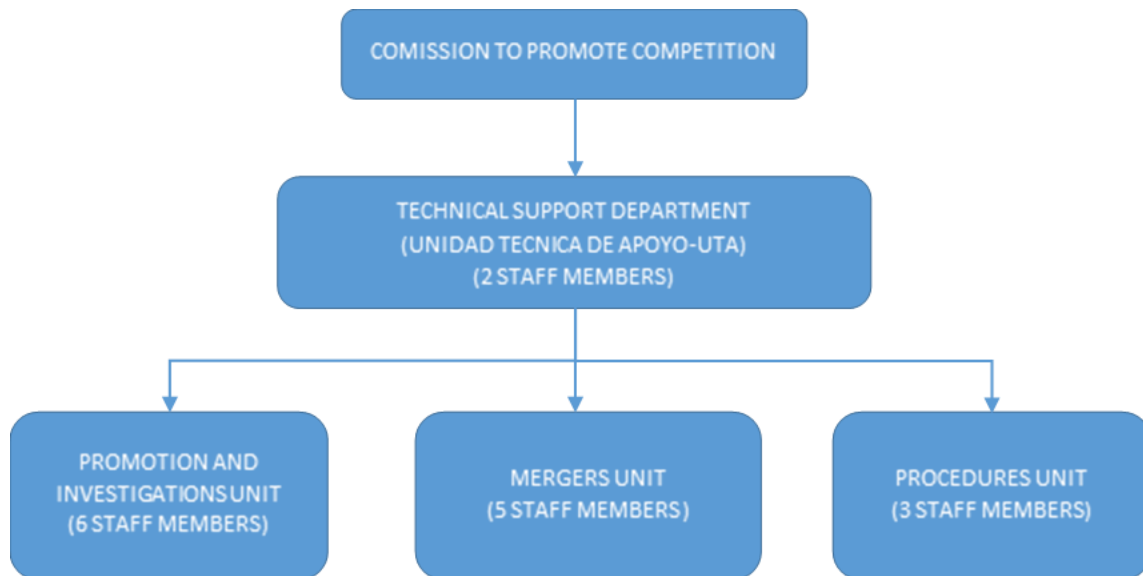 COMISSION TO PROMOTE COMPETITION
TECHNICAL SUPPORT DEPARTMENT
(UNIDAD TECNICA DE APOYO-UTA)
(2 STAFF MEMBERS)
PROMOTION AND
INVESTIGATIONS UNIT
(6 STAFF MEMBERS)
MERGERS UNIT
(5 STAFF MEMBERS)
PROCEDURES UNIT
(3 STAFF MEMBERS)